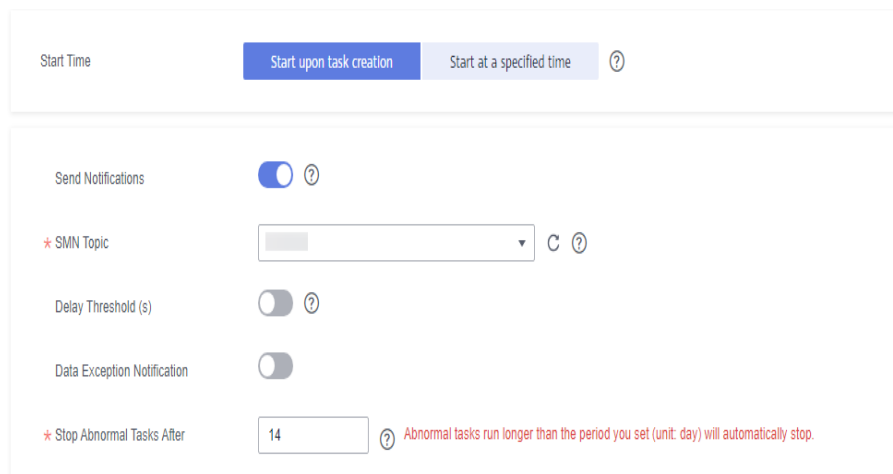 Start Time Start upon task creation Start at a specified time ?
Send Notifications ?
* SMN Topic ?
Delay Threshold (s) ?
Data Exception Notification
* Stop Abnormal Tasks After 14 ? Abnormal tasks run longer than the period you set (unit: day) will automatically stop.